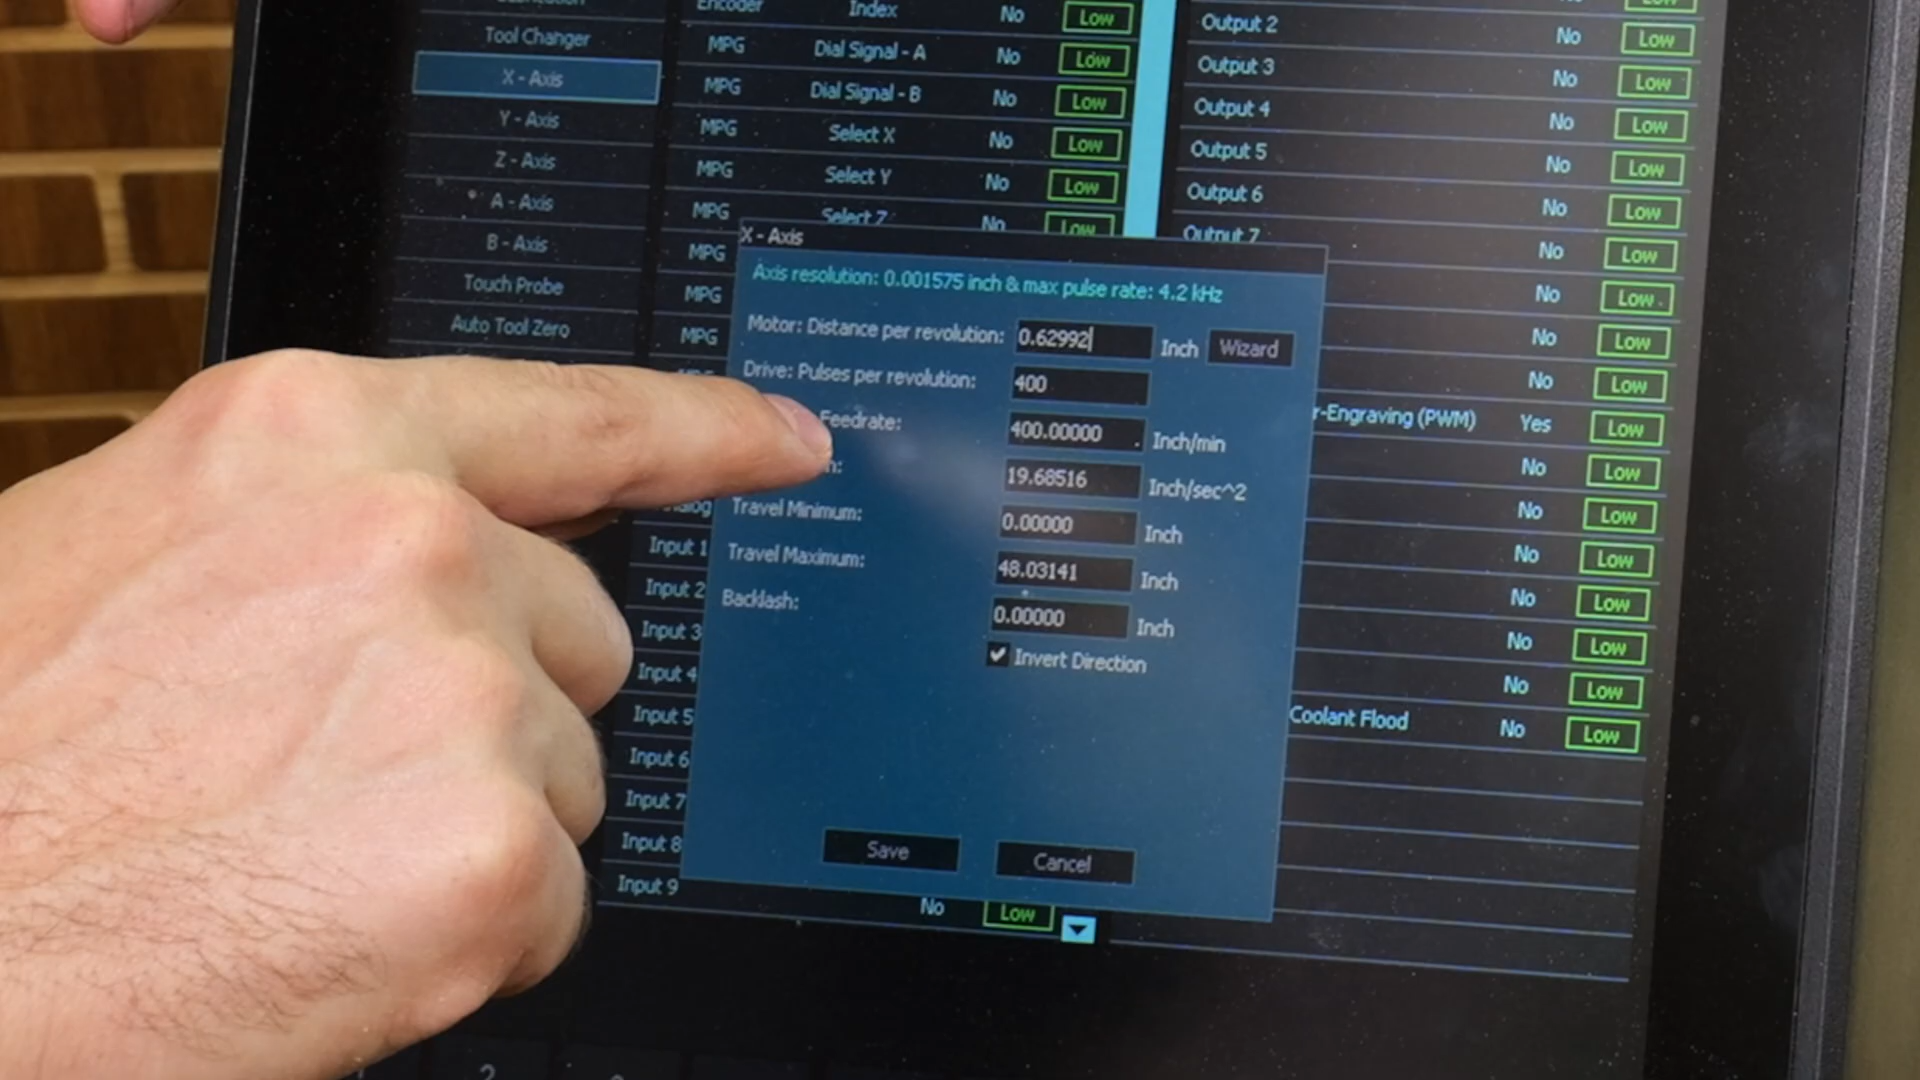 Tool Changer
X - Axis
Y - Axis
Z - Axis
A - Axis
B - Axis
Touch Probe
Auto Tool Zero
Encoder Index No Low
MPG Dial Signal - A No Low
MPG Dial Signal - B No Low
MPG Select X No Low
MPG Select Y No Low
MPG Select Z No Low
MPG
MPG
MPG
Input 1
Input 2
Input 3
Input 4
Input 5
Input 6
Input 7
Input 8
Input 9
No Low
X - Axis
Axis resolution: 0.001575 inch & max pulse rate: 4.2 kHz
Motor: Distance per revolution: 0.62992 Inch Wizard
Drive: Pulses per revolution: 400
Feedrate: 400.00000 Inch/min
19.68516 Inch/sec^2
Travel Minimum: 0.00000 Inch
Travel Maximum: 48.03141 Inch
Backlash: 0.00000 Inch
Invert Direction
Save Cancel
Output 2 No Low
Output 3 No Low
Output 4 No Low
Output 5 No Low
Output 6 No Low
Output 7 No Low
No Low
No Low
No Low
r-Engraving (PWM) Yes Low
No Low
No Low
No Low
No Low
No Low
No Low
Coolant Flood No Low
2